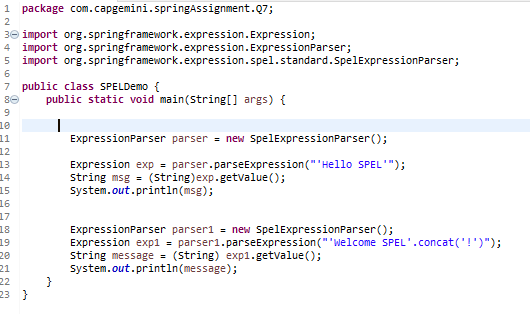 1 package com.capgemini.springAssignment.Q7;
2
3 import org.springframework.expression.Expression;
4 import org.springframework.expression.ExpressionParser;
5 import org.springframework.expression.spel.standard.SpelExpressionParser;
6
7 public class SPELDemo {
8 public static void main(String[] args) {
9
10
11 ExpressionParser parser = new SpelExpressionParser();
12
13 Expression exp = parser.parseExpression("'Hello SPEL'");
14 String msg = (String)exp.getValue();
15 System.out.println(msg);
16
17
18 ExpressionParser parser1 = new SpelExpressionParser();
19 Expression exp1 = parser1.parseExpression("'Welcome SPEL'.concat('!')");
20 String message = (String) exp1.getValue();
21 System.out.println(message);
22 }
23 }